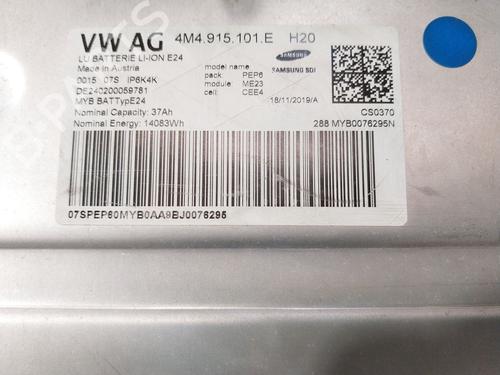 VW AG 4M4.915.101.E H20
LU BATTERIE LI-ION E24
Made in Austria
0015 07S IP6K4K
DE240200059781
MYB BATTypE24
Nominal Capacity: 37Ah
Nominal Energy: 14083Wh
model name
pack: PEP6
module: ME23
cell: CEE4
SAMSUNG
SAMSUNG SDI
18/11/2019/A
CS0370
288 MYB0076295N
07SPEP60MYB0AA9BJ0076295